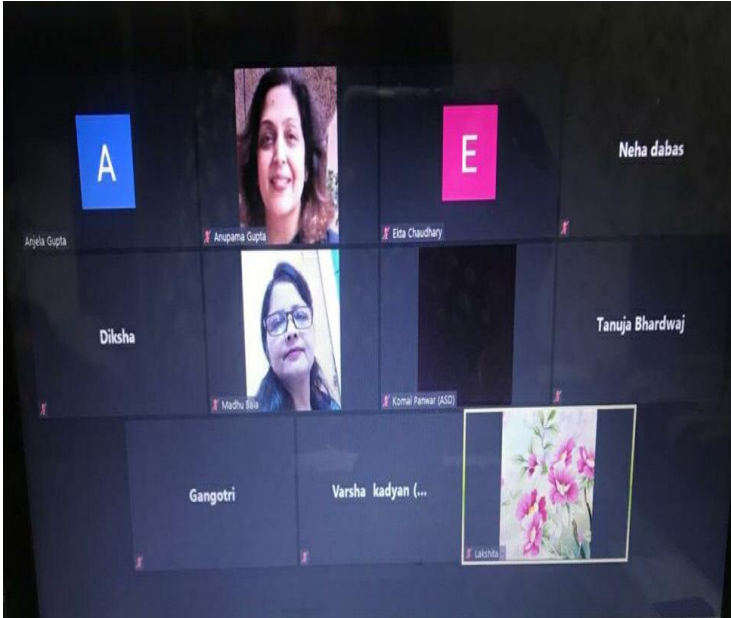 A
Anjela Gupta
Anupama Gupta
E
Ekta Chaudhary
Neha dabas
Diksha
Madhu Bala
Komal Panwar (ASD)
Tanuja Bhardwaj
Gangotri
Varsha kadyan (...
Lakshita